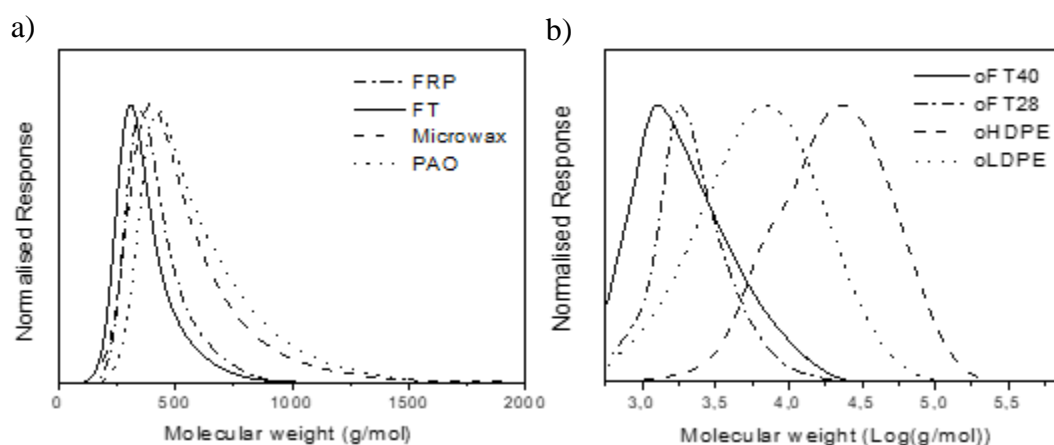 a)
Normalised Response
FRP
FT
Microwax
PAO
0 500 1000 1500 2000
Molecular weight (g/mol)
b)
Normalised Response
oFT40
oFT28
oHDPE
oLDPE
3,0 3,5 4,0 4,5 5,0 5,5
Molecular weight (Log(g/mol))